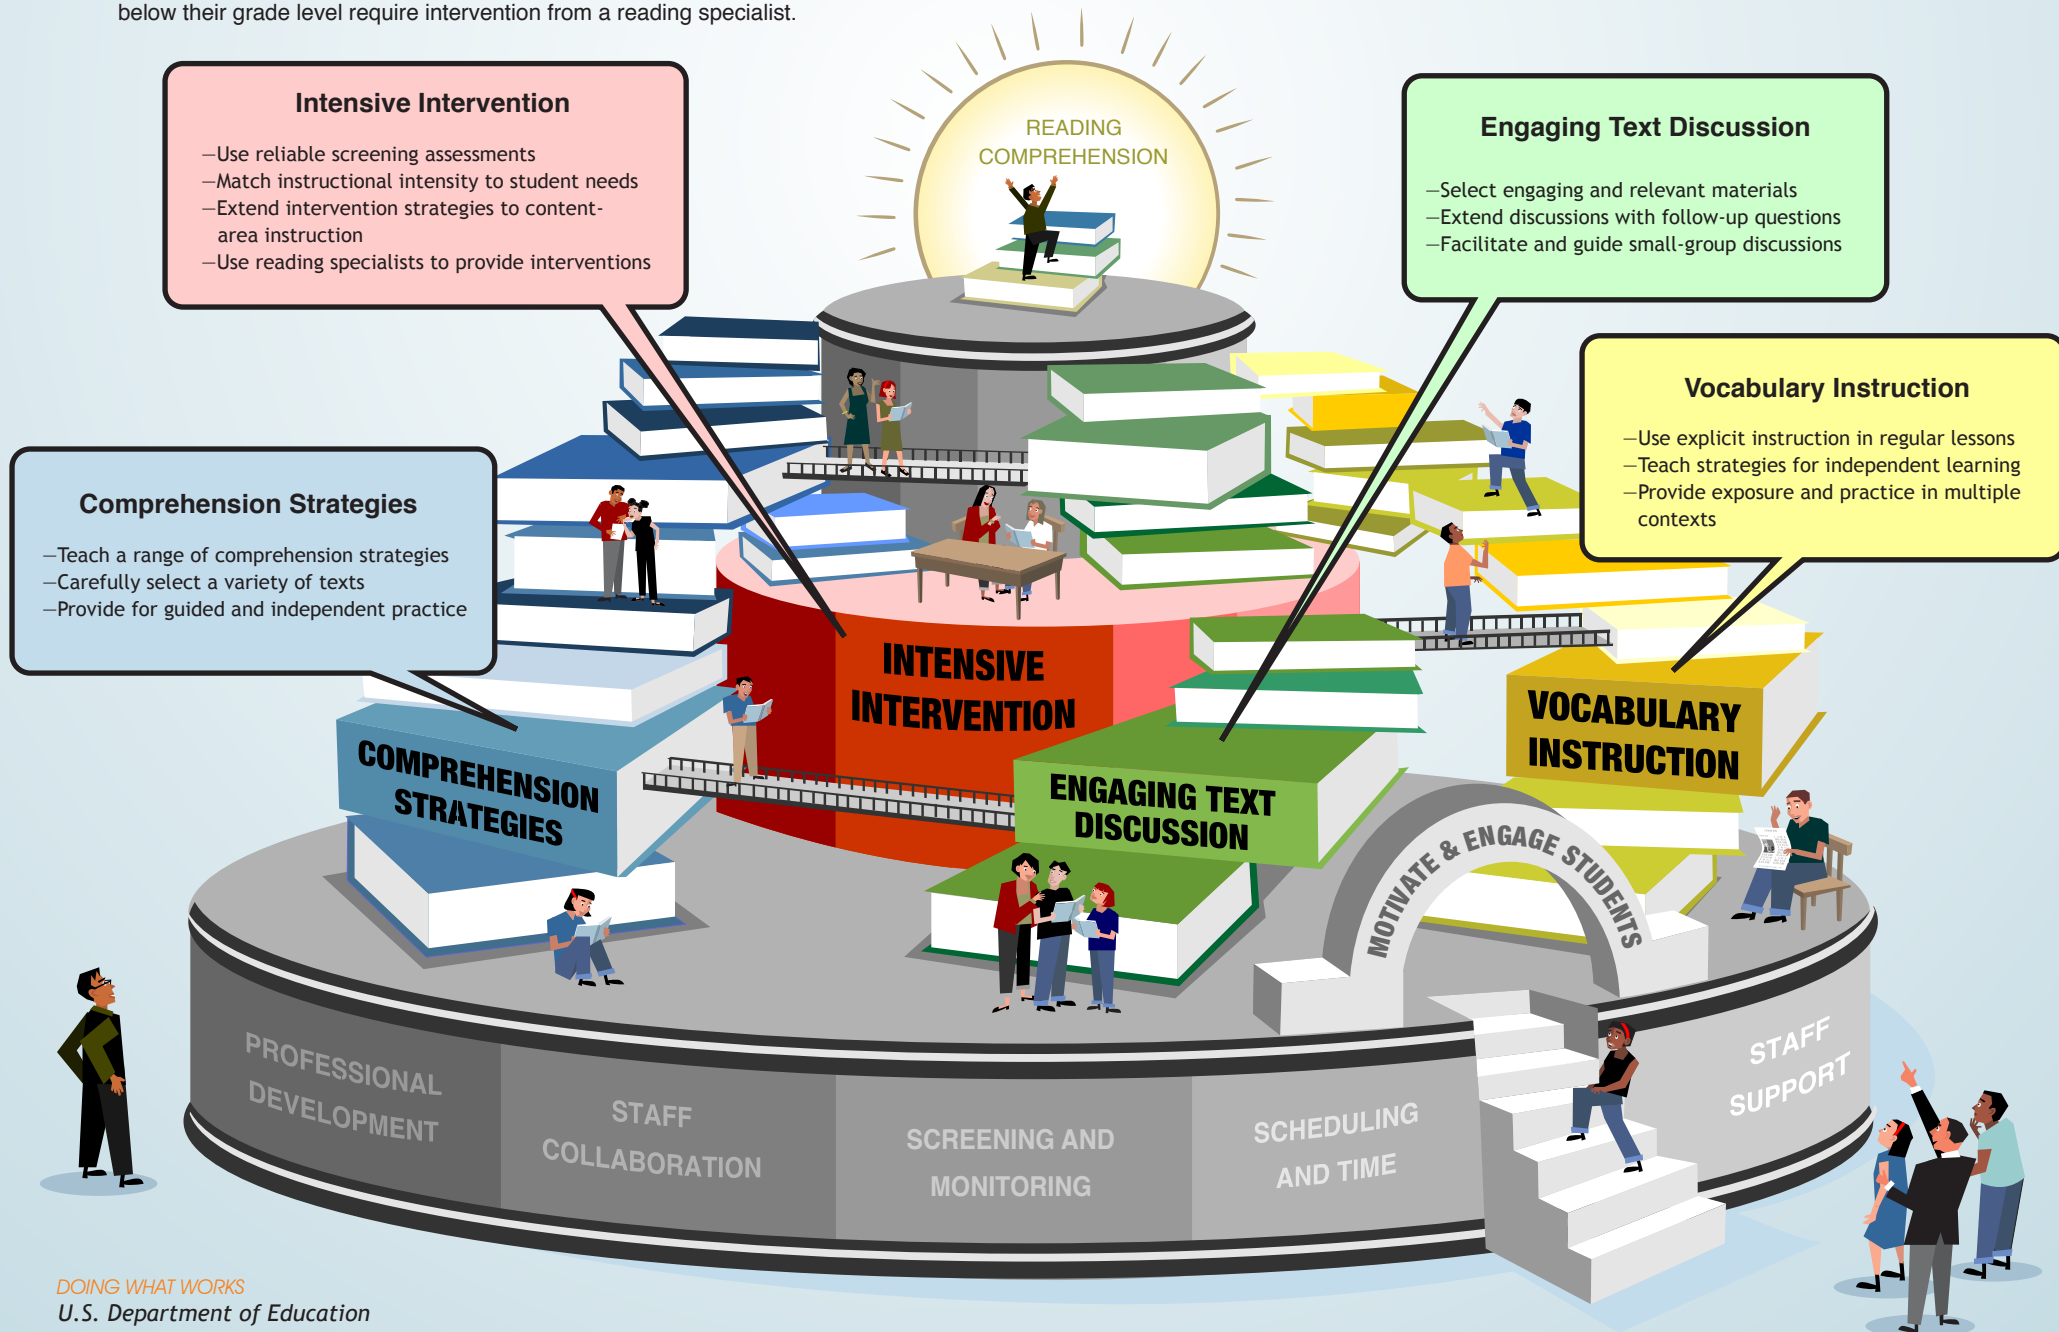 below their grade level require intervention from a reading specialist.
Intensive Intervention
—Use reliable screening assessments
—Match instructional intensity to student needs
—Extend intervention strategies to content-
area instruction
—Use reading specialists to provide interventions
READING
COMPREHENSION
Engaging Text Discussion
—Select engaging and relevant materials
—Extend discussions with follow-up questions
—Facilitate and guide small-group discussions
Vocabulary Instruction
—Use explicit instruction in regular lessons
—Teach strategies for independent learning
—Provide exposure and practice in multiple
contexts
Comprehension Strategies
—Teach a range of comprehension strategies
—Carefully select a variety of texts
—Provide for guided and independent practice
INTENSIVE
INTERVENTION
VOCABULARY
INSTRUCTION
COMPREHENSION
STRATEGIES
ENGAGING TEXT
DISCUSSION
MOTIVATE & ENGAGE STUDENTS
PROFESSIONAL
DEVELOPMENT
STAFF
COLLABORATION
SCREENING AND
MONITORING
SCHEDULING
AND TIME
STAFF
SUPPORT
DOING WHAT WORKS
U.S. Department of Education